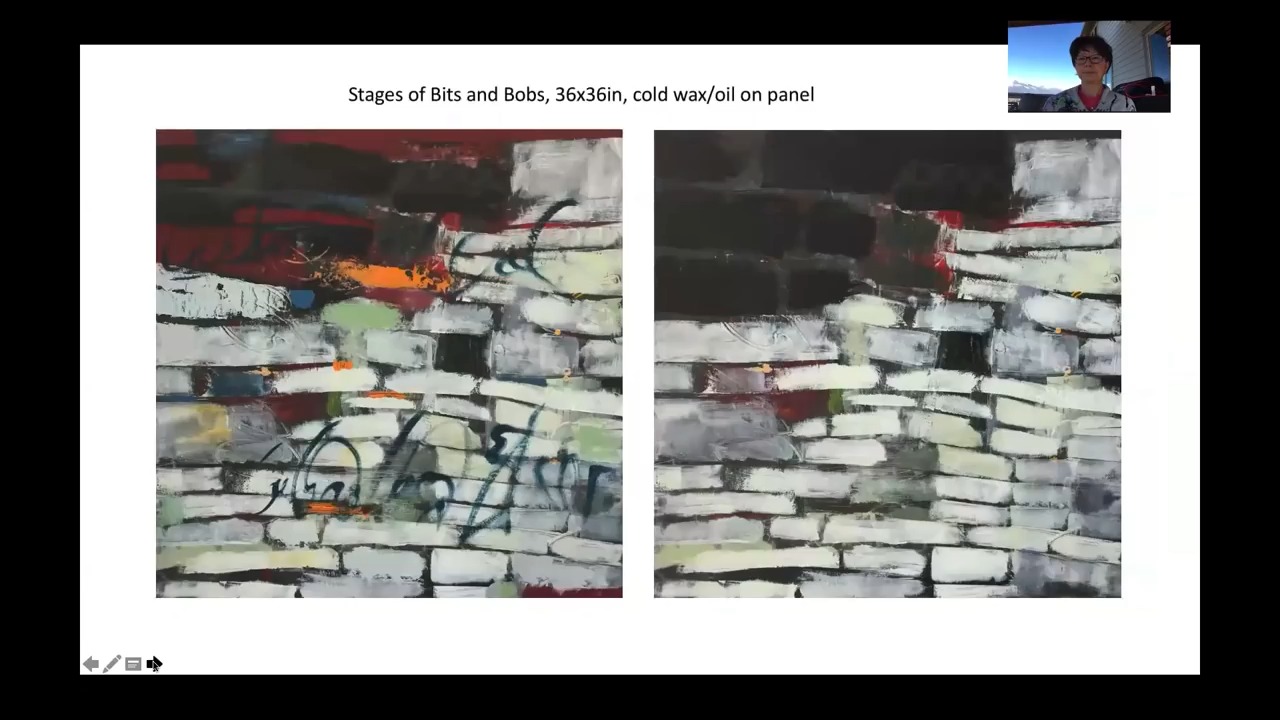 Stages of Bits and Bobs, 36x36in, cold wax/oil on panel